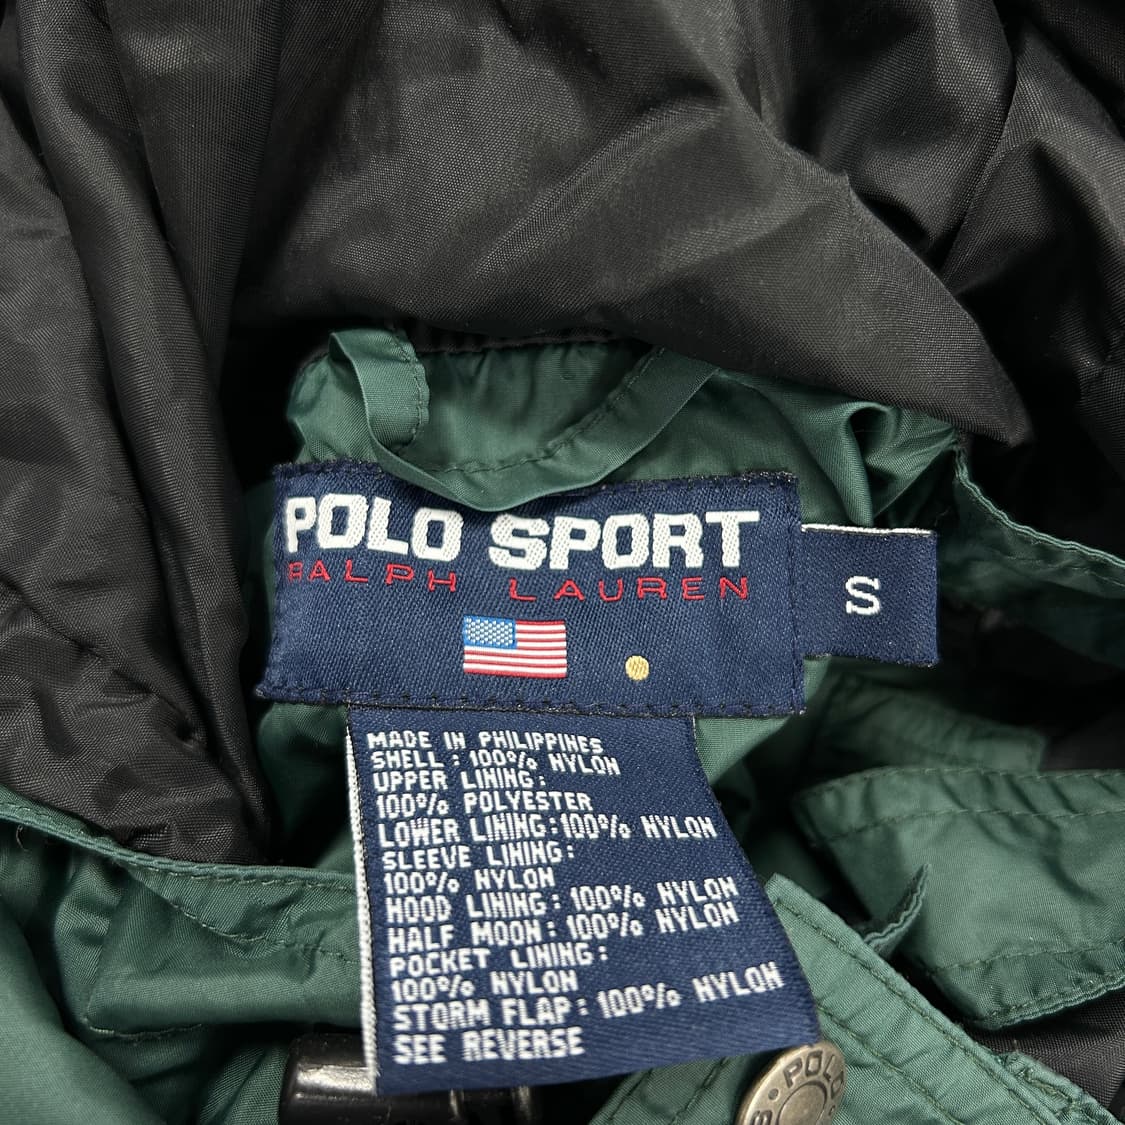 POLO SPORT
RALPH LAUREN
S
MADE IN PHILIPPINES
SHELL: 100% NYLON
UPPER LINING:
100% POLYESTER
LOWER LINING: 100% NYLON
SLEEVE LINING:
100% NYLON
HOOD LINING: 100% NYLON
HALF MOON: 100% NYLON
POCKET LINING:
100% NYLON
STORM FLAP: 100% NYLON
SEE REVERSE
POLO